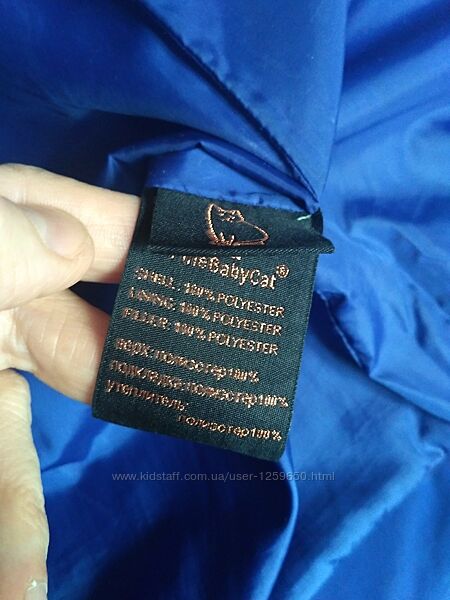 SHELL: 100% POLYESTER
LINING: 100% POLYESTER
FILLER: 100% POLYESTER
верх: полиэстер100%
подкладка:полиэстер100%
утеплитель:
полиэстер100%
www.kidstaff.com.ua/user-1259650.html